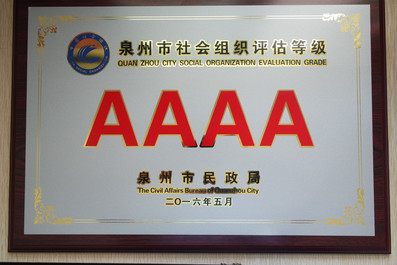 泉州市社会组织评估等级
QUAN ZHOU CITY SOCIAL ORGANIZATION EVALUATION GRADE
AAAA
泉州市民政局
The Civil Affairs Bureau of Quanzhou City
二〇一六年五月